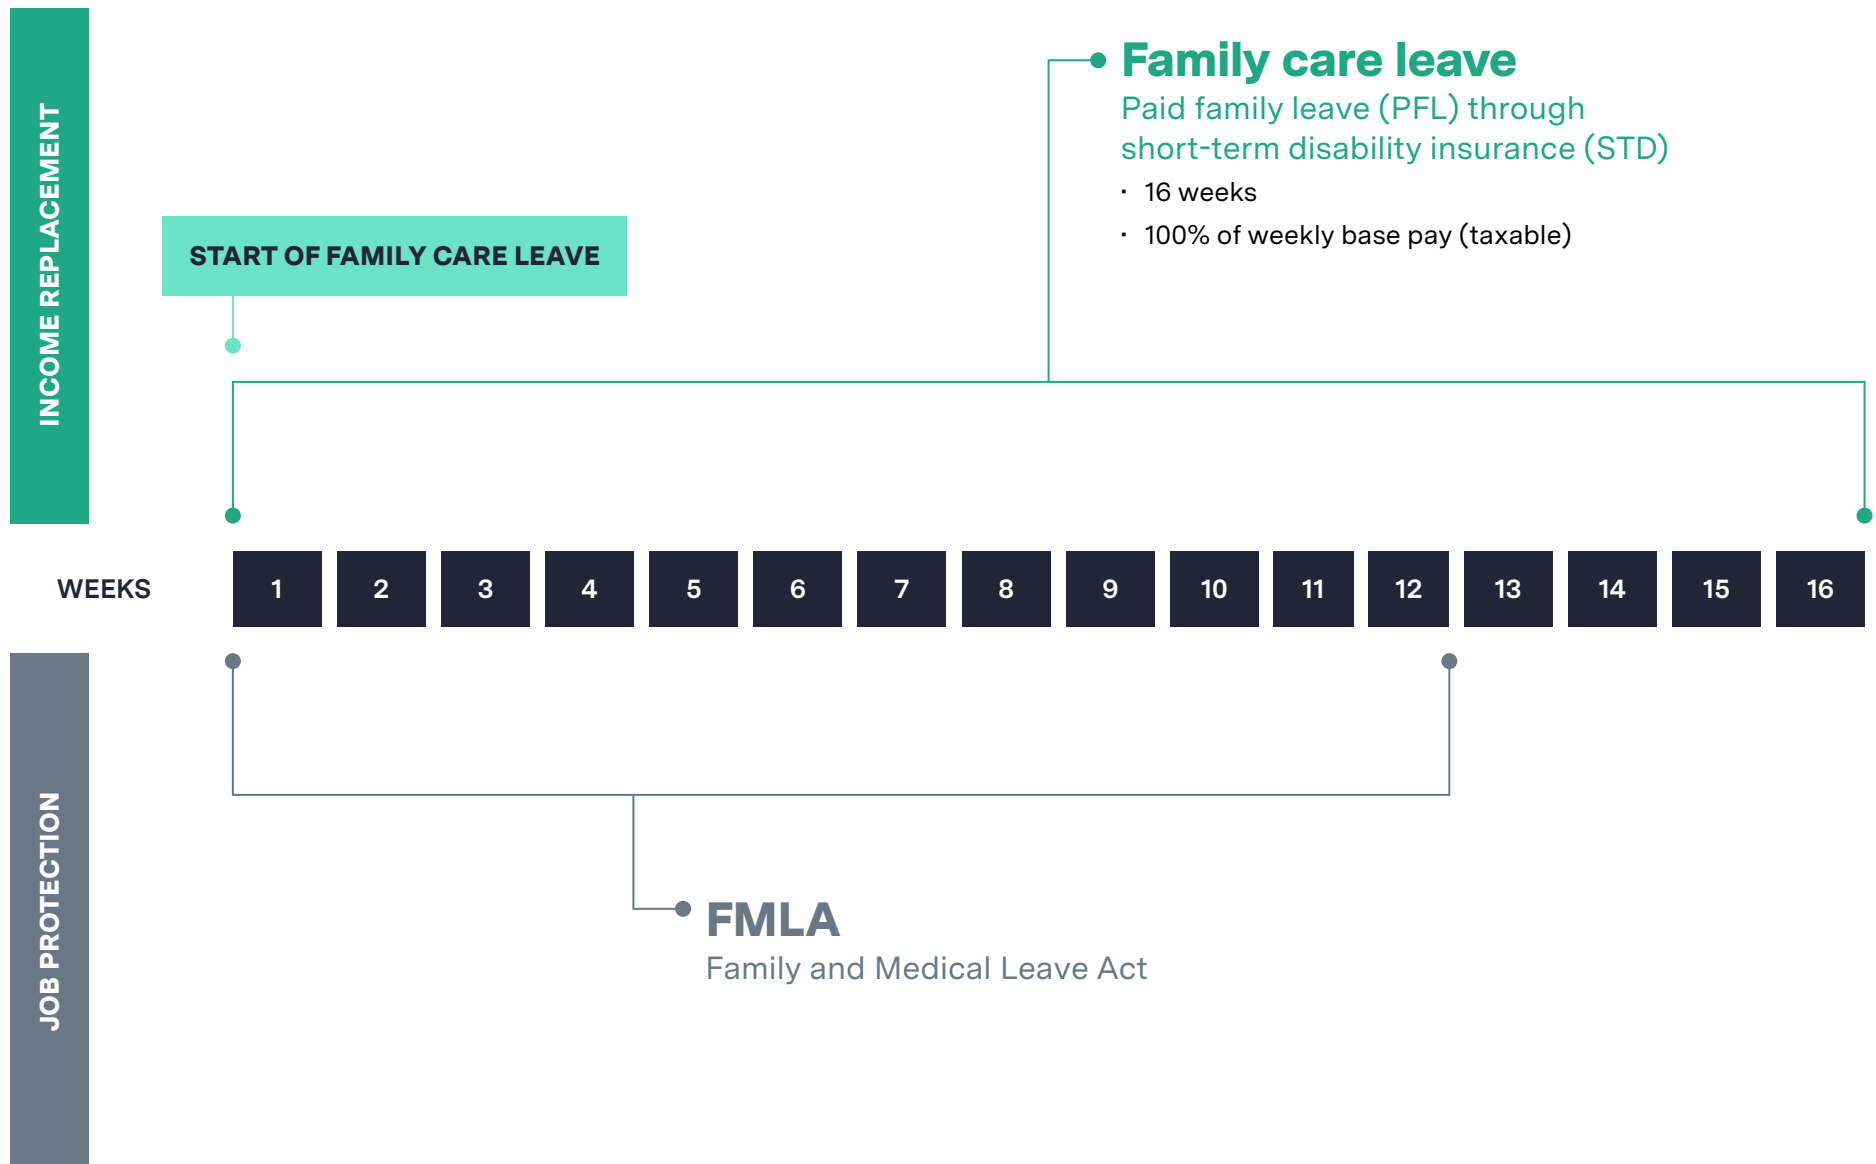 INCOME REPLACEMENT
Family care leave
Paid family leave (PFL) through
short-term disability insurance (STD)
· 16 weeks
· 100% of weekly base pay (taxable)
START OF FAMILY CARE LEAVE
WEEKS 1 2 3 4 5 6 7 8 9 10 11 12 13 14 15 16
JOB PROTECTION
FMLA
Family and Medical Leave Act